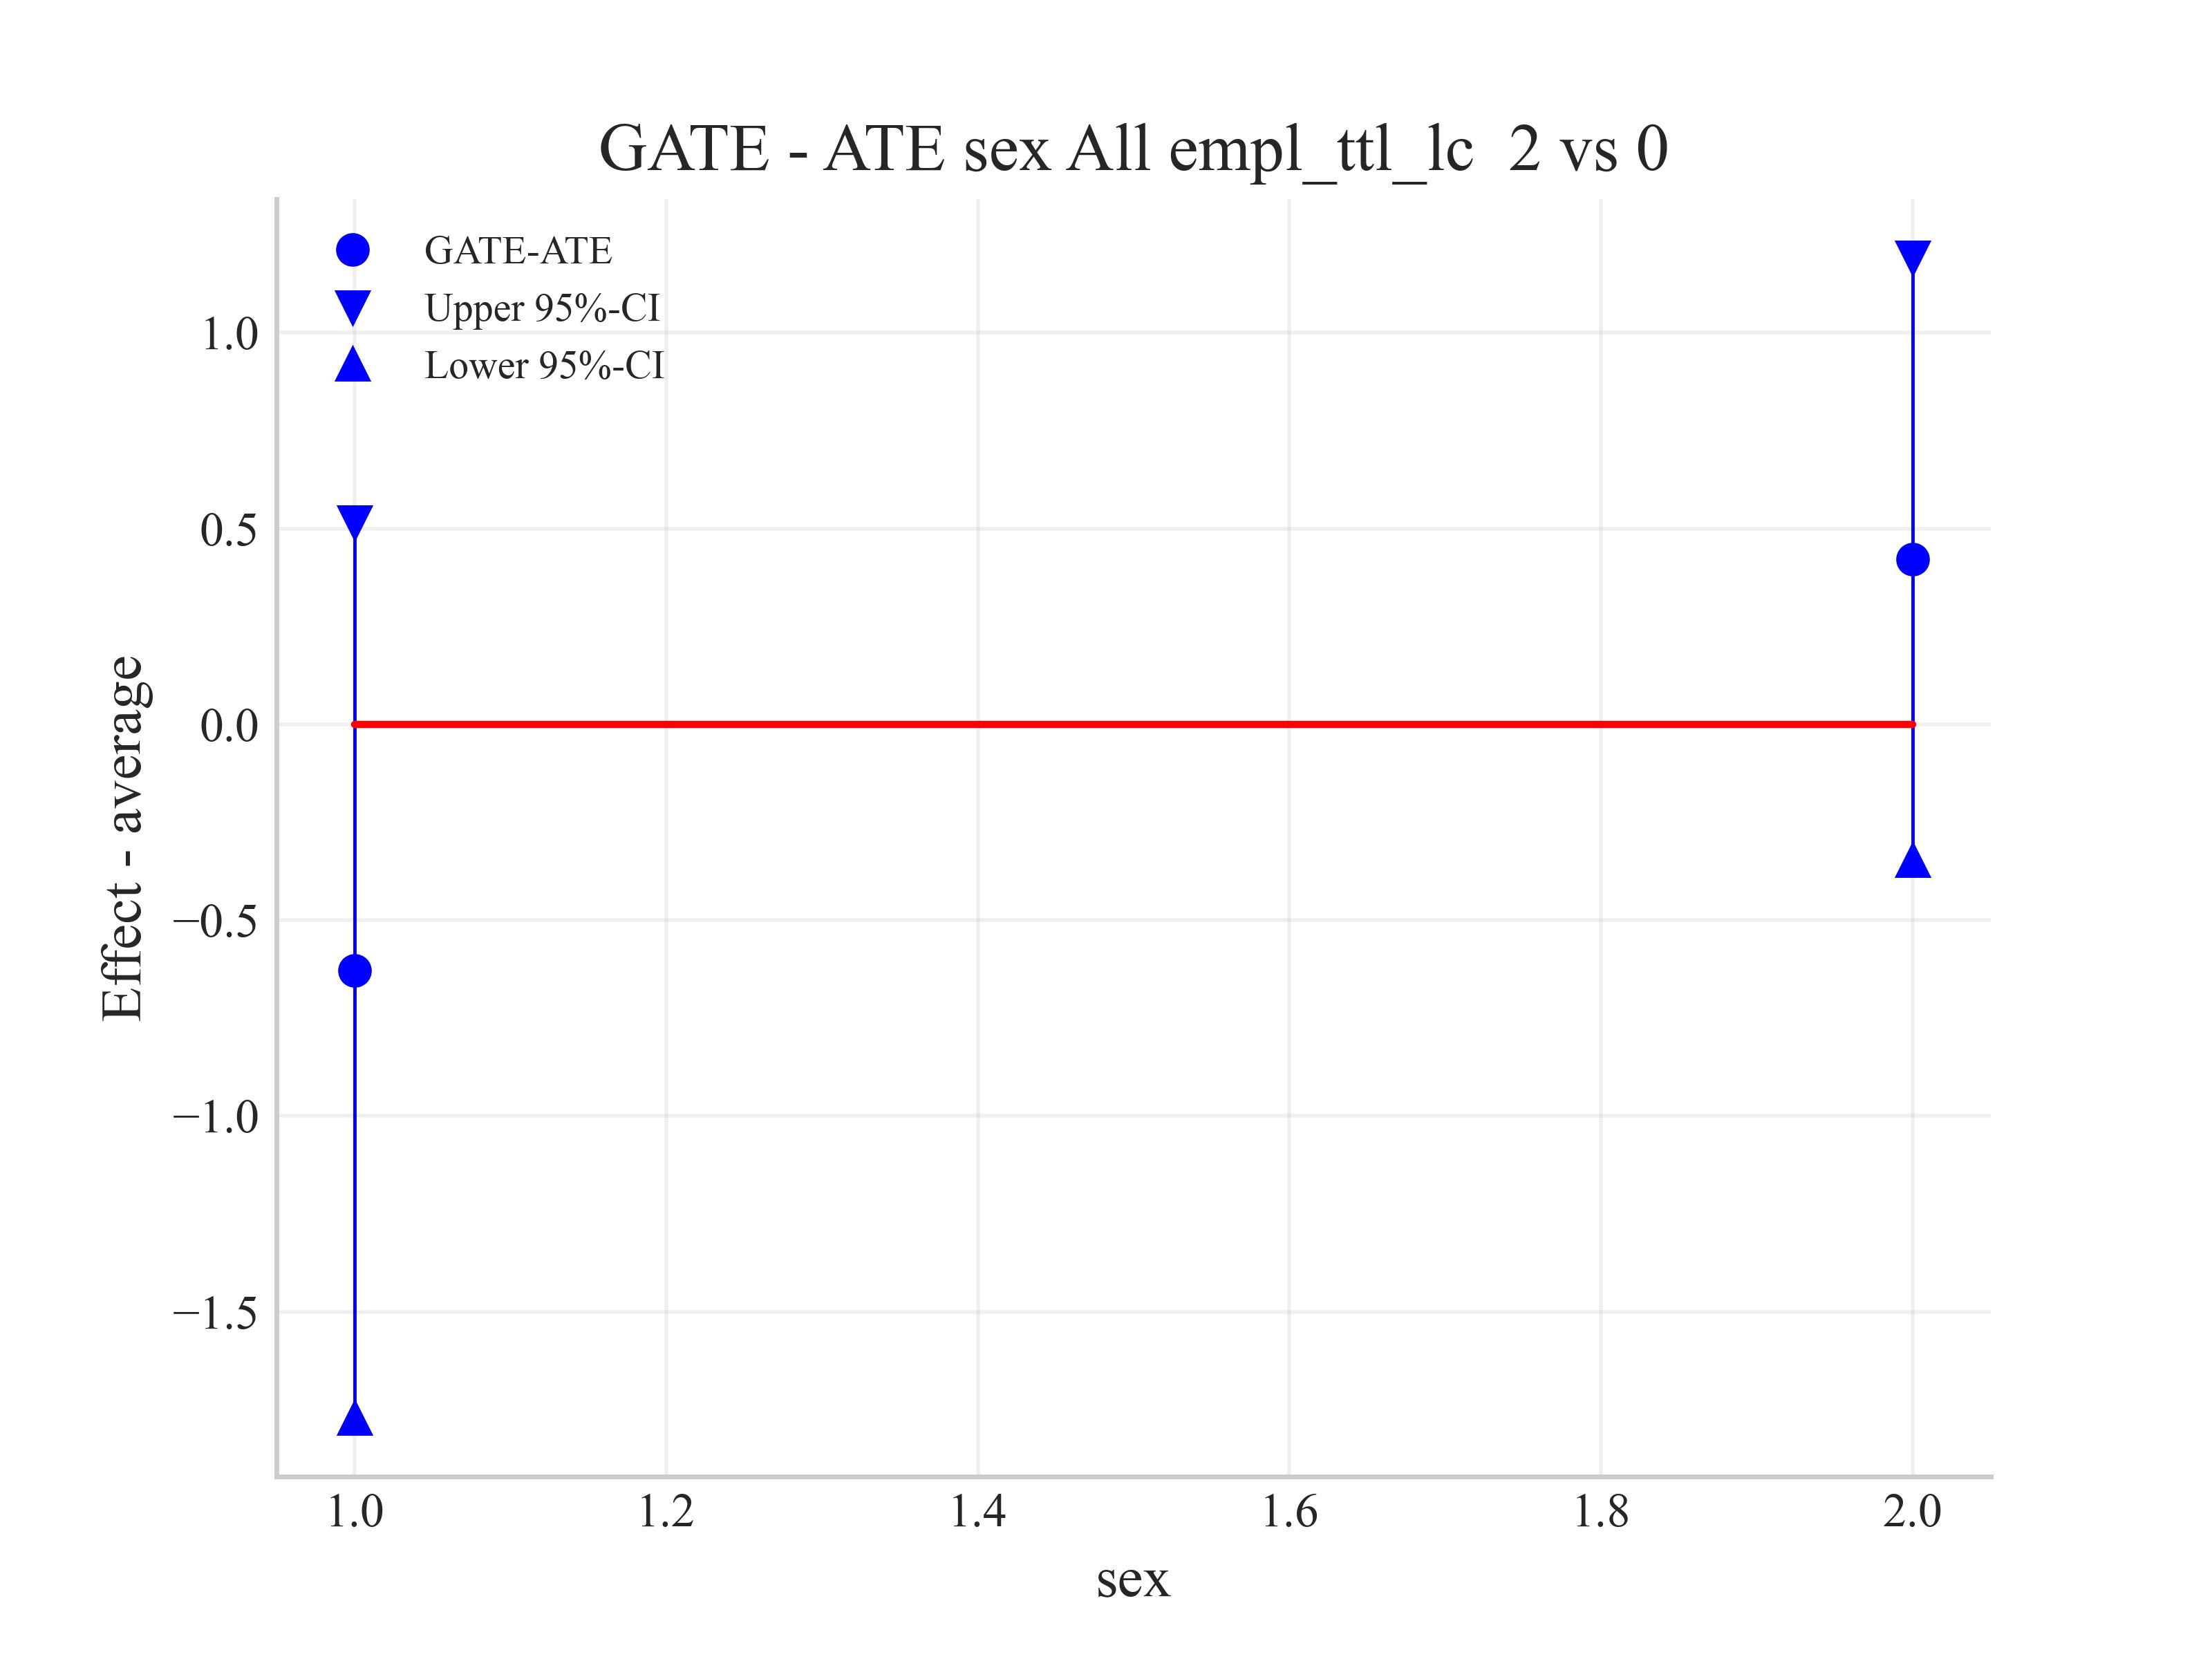 GATE - ATE sex All empl_ttl_lc  2 vs 0
GATE-ATE
Upper 95%-CI
Lower 95%-CI
1.0
0.5
0.0
−0.5
−1.0
−1.5
Effect - average
1.0 1.2 1.4 1.6 1.8 2.0
sex